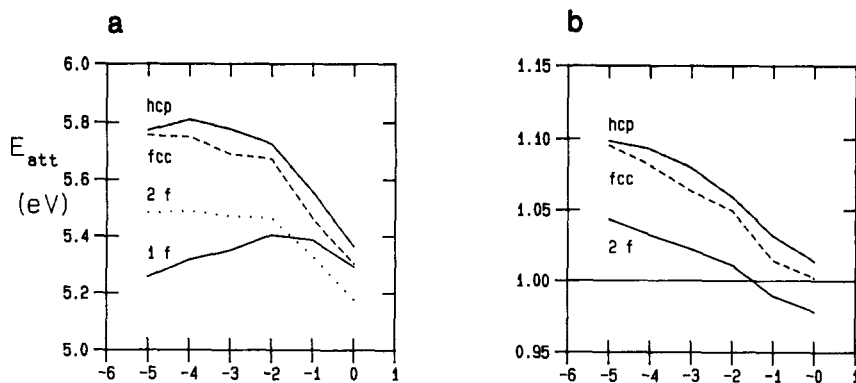 a
6.0
5.8
5.6
5.4
5.2
5.0
E_att
(eV)
hcp
fcc
2 f
1 f
-6 -5 -4 -3 -2 -1 0 1
b
1.15
1.10
1.05
1.00
0.95
hcp
fcc
2 f
-6 -5 -4 -3 -2 -1 -0 1